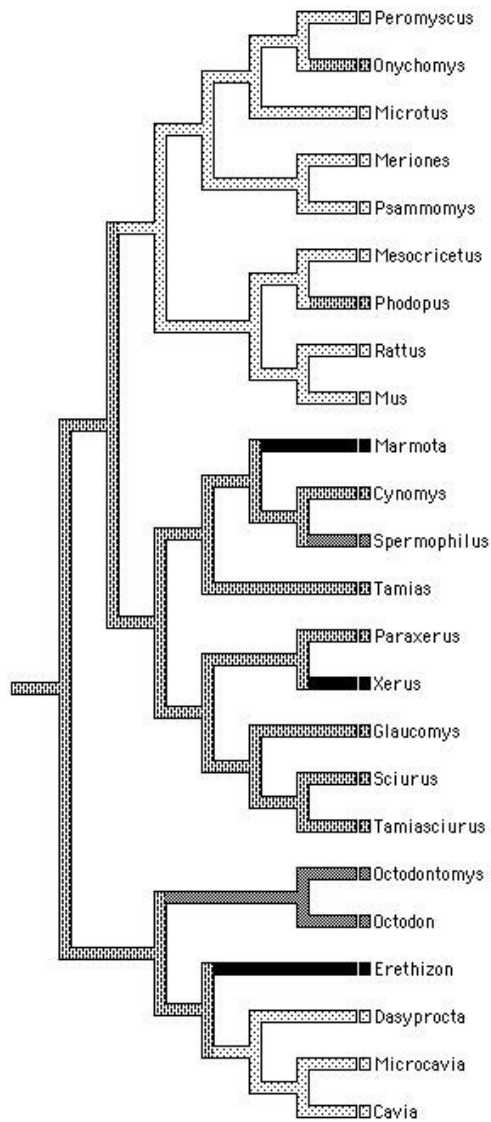 Peromyscus
Onychomys
Microtus
Meriones
Psammomys
Mesocricetus
Phodopus
Rattus
Mus
Marmota
Cynomys
Spermophilus
Tamias
Paraxerus
Xerus
Glaucomys
Sciurus
Tamiasciurus
Octodontomys
Octodon
Erethizon
Dasyprocta
Microcavia
Cavia